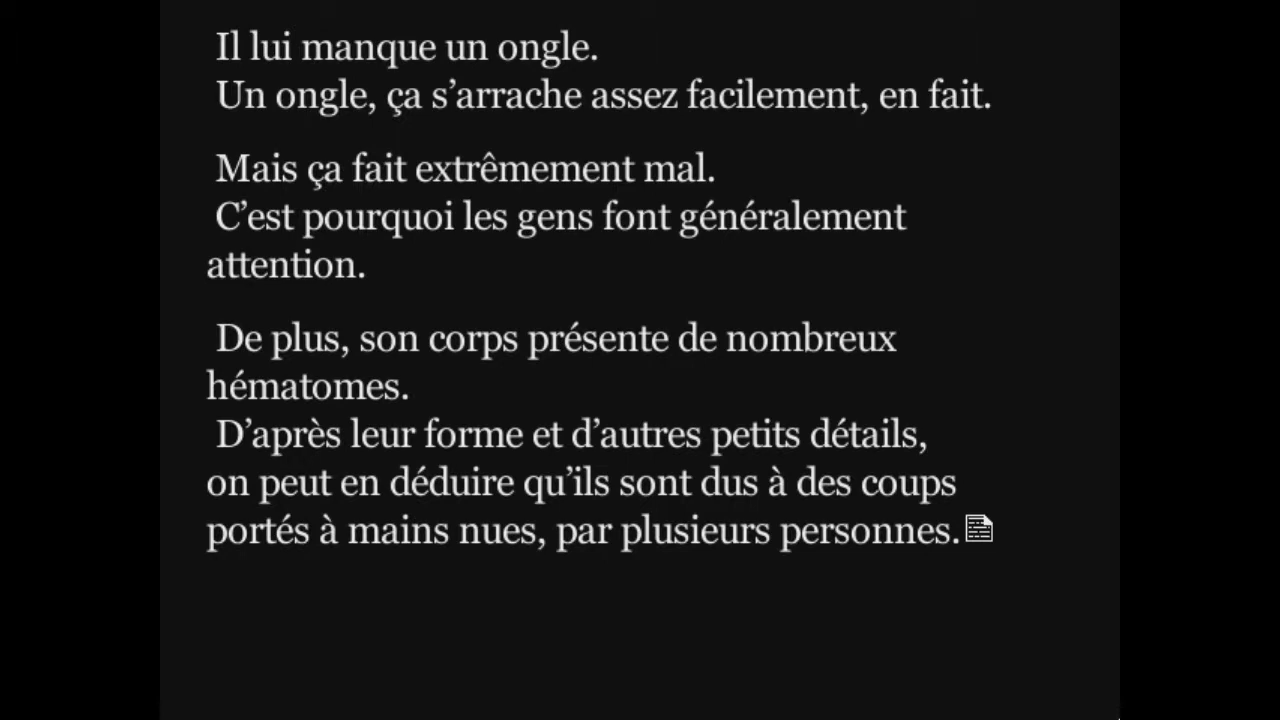 Il lui manque un ongle.
Un ongle, ça s’arrache assez facilement, en fait.
Mais ça fait extrêmement mal.
C’est pourquoi les gens font généralement
attention.
De plus, son corps présente de nombreux
hématomes.
D’après leur forme et d’autres petits détails,
on peut en déduire qu’ils sont dus à des coups
portés à mains nues, par plusieurs personnes.